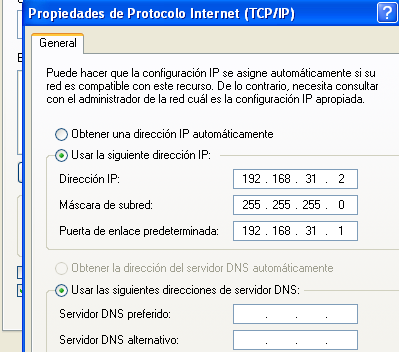 Propiedades de Protocolo Internet (TCP/IP)
General
Puede hacer que la configuración IP se asigne automáticamente si su
red es compatible con este recurso. De lo contrario, necesita consultar
con el administrador de la red cuál es la configuración IP apropiada.
Obtener una dirección IP automáticamente
Usar la siguiente dirección IP:
Dirección IP: 192 . 168 . 31 . 2
Máscara de subred: 255 . 255 . 255 . 0
Puerta de enlace predeterminada: 192 . 168 . 31 . 1
Obtener la dirección del servidor DNS automáticamente
Usar las siguientes direcciones de servidor DNS:
Servidor DNS preferido: . . .
Servidor DNS alternativo: . . .